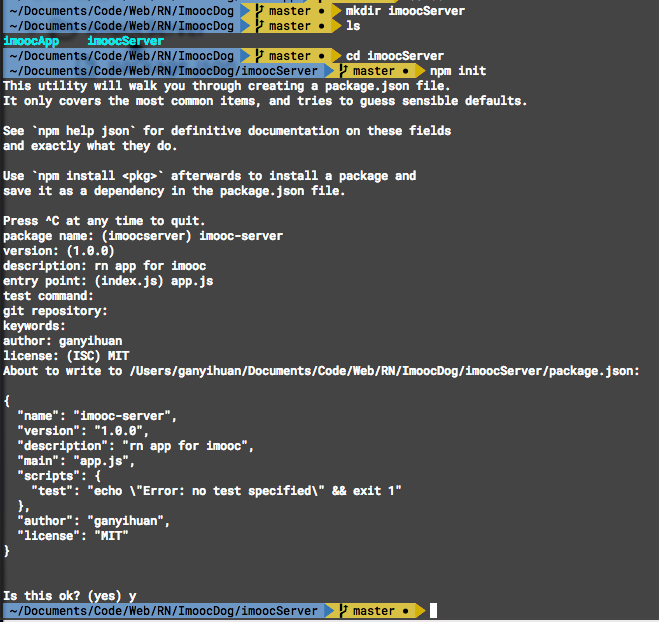 ~/Documents/Code/Web/RN/ImoocDog master • mkdir imoocServer
~/Documents/Code/Web/RN/ImoocDog master • ls
imoocApp imoocServer
~/Documents/Code/Web/RN/ImoocDog master • cd imoocServer
~/Documents/Code/Web/RN/ImoocDog/imoocServer master • npm init
This utility will walk you through creating a package.json file.
It only covers the most common items, and tries to guess sensible defaults.
See `npm help json` for definitive documentation on these fields
and exactly what they do.
Use `npm install <pkg>` afterwards to install a package and
save it as a dependency in the package.json file.
Press ^C at any time to quit.
package name: (imoocserver) imooc-server
version: (1.0.0)
description: rn app for imooc
entry point: (index.js) app.js
test command:
git repository:
keywords:
author: ganyihuan
license: (ISC) MIT
About to write to /Users/ganyihuan/Documents/Code/Web/RN/ImoocDog/imoocServer/package.json:
{
"name": "imooc-server",
"version": "1.0.0",
"description": "rn app for imooc",
"main": "app.js",
"scripts": {
"test": "echo \"Error: no test specified\" && exit 1"
},
"author": "ganyihuan",
"license": "MIT"
}
Is this ok? (yes) y
~/Documents/Code/Web/RN/ImoocDog/imoocServer master •